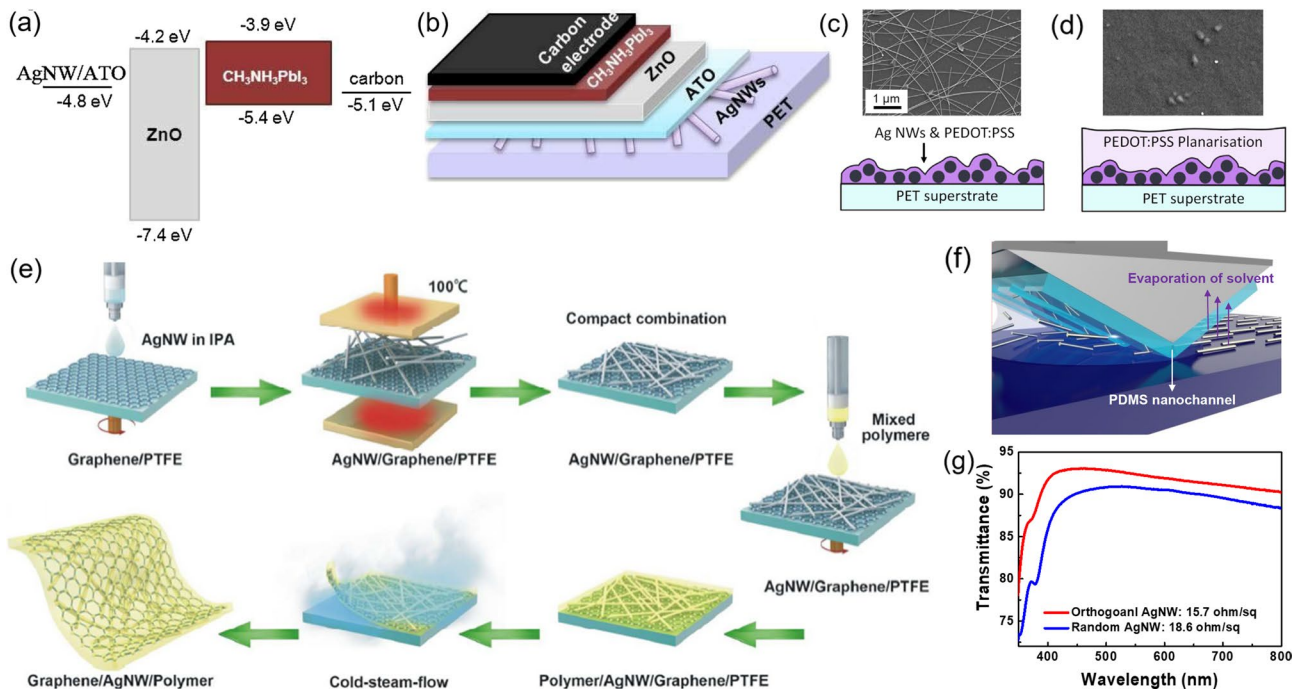 (a)
-4.2 eV
-3.9 eV
AgNW/ATO
-4.8 eV
ZnO
CH₃NH₃PbI₃
-5.4 eV
carbon
-5.1 eV
-7.4 eV
(b)
Carbon
electrode
CH₃NH₃PbI₃
ZnO
ATO
AgNWs
PET
(c)
1 µm
Ag NWs & PEDOT:PSS
PET superstrate
(d)
PEDOT:PSS Planarisation
PET superstrate
(e)
AgNW in IPA
Graphene/PTFE
100℃
AgNW/Graphene/PTFE
Compact combination
AgNW/Graphene/PTFE
Mixed
polymere
AgNW/Graphene/PTFE
Graphene/AgNW/Polymer
Cold-steam-flow
Polymer/AgNW/Graphene/PTFE
(f)
Evaporation of solvent
PDMS nanochannel
(g)
Transmittance (%)
95
90
85
80
75
Orthogoanl AgNW: 15.7 ohm/sq
Random AgNW: 18.6 ohm/sq
400 500 600 700 800
Wavelength (nm)